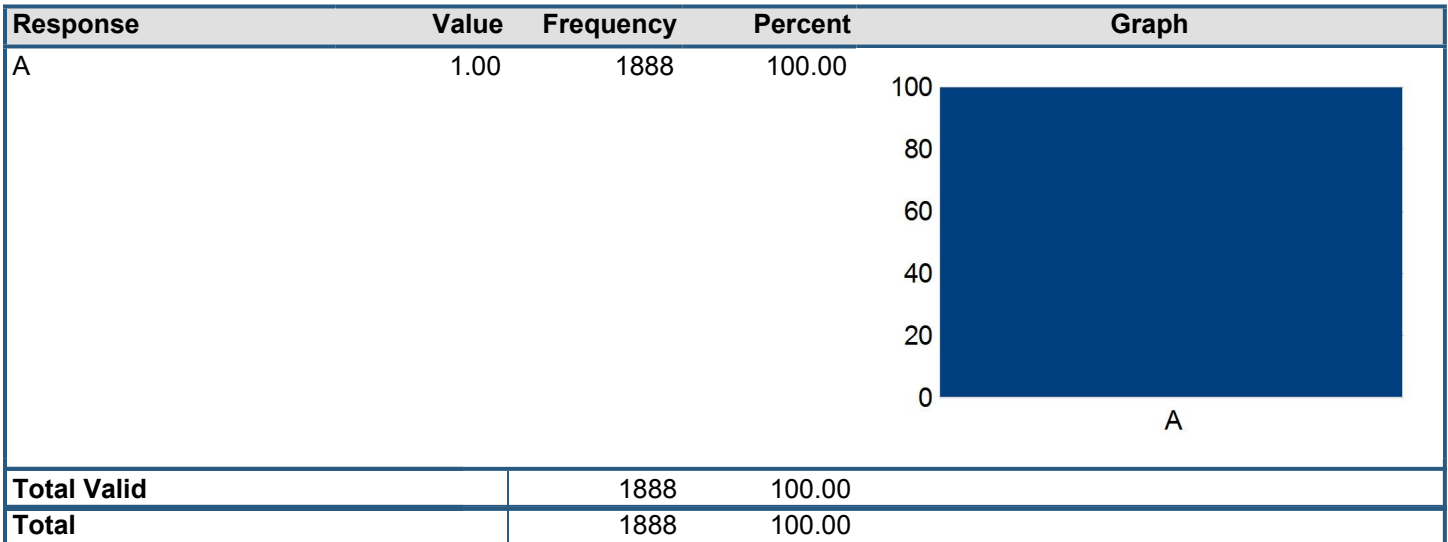 Response Value Frequency Percent Graph
A 1.00 1888 100.00
100
80
60
40
20
0
A
Total Valid 1888 100.00
Total 1888 100.00